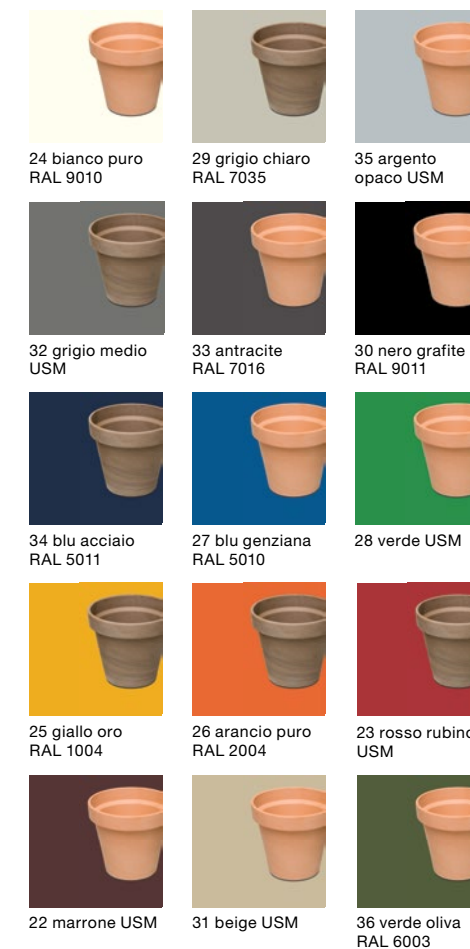 24 bianco puro
RAL 9010
29 grigio chiaro
RAL 7035
35 argento
opaco USM
32 grigio medio
USM
33 antracite
RAL 7016
30 nero grafite
RAL 9011
34 blu acciaio
RAL 5011
27 blu genziana
RAL 5010
28 verde USM
25 giallo oro
RAL 1004
26 arancio puro
RAL 2004
23 rosso rubino
USM
22 marrone USM
31 beige USM
36 verde oliva
RAL 6003